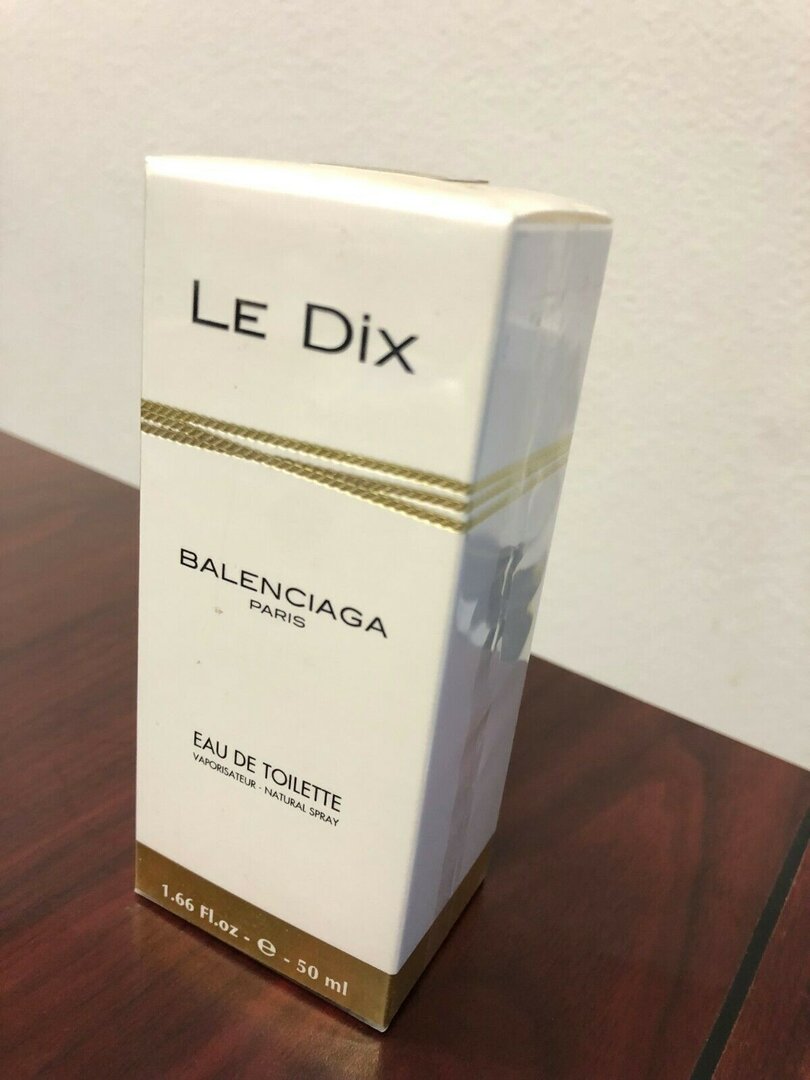 LE DiX
BALENCIAGA
PARIS
EAU DE TOILETTE
VAPORISATEUR - NATURAL SPRAY
1.66 Fl.oz - ℮ - 50 ml